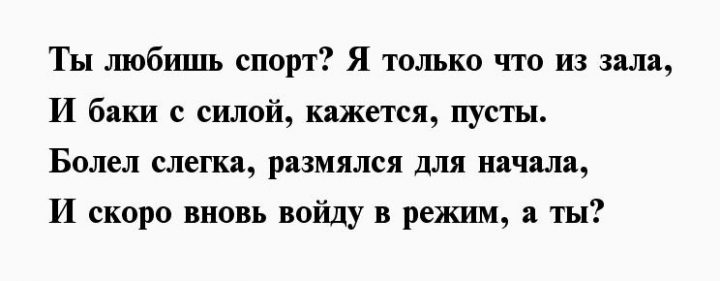 Ты любишь спорт? Я только что из зала,
И баки с силой, кажется, пусты.
Болел слегка, размялся для начала,
И скоро вновь войду в режим, а ты?